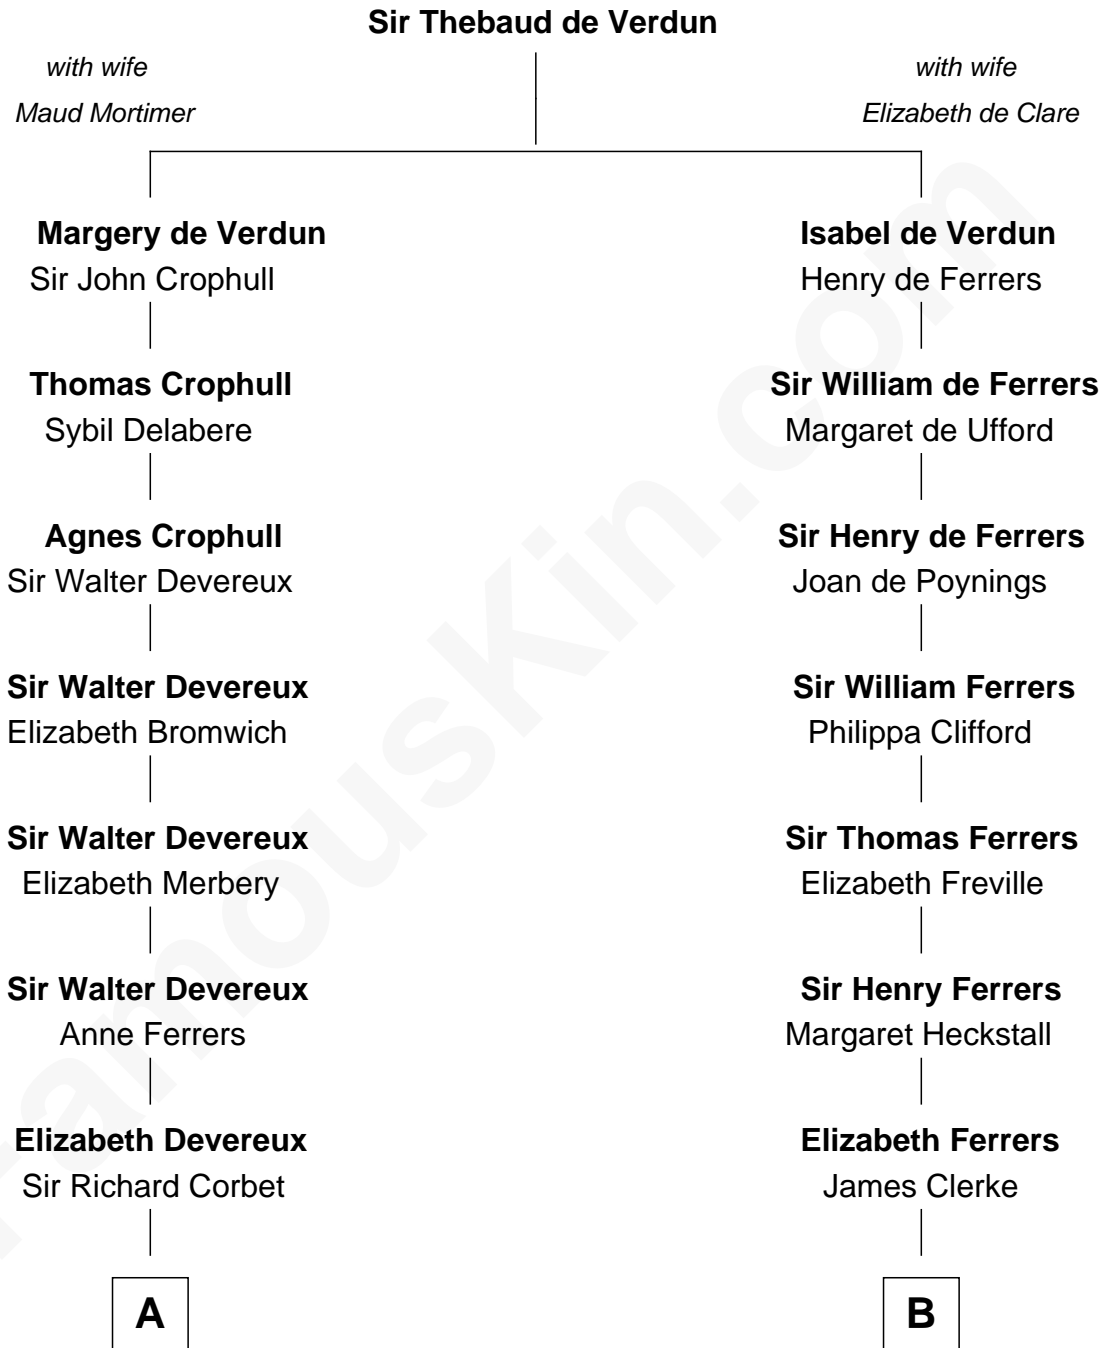 Sir Thebaud de Verdun
with wife
Maud Mortimer
with wife
Elizabeth de Clare
Margery de Verdun
Sir John Crophull
Isabel de Verdun
Henry de Ferrers
Thomas Crophull
Sybil Delabere
Sir William de Ferrers
Margaret de Ufford
Agnes Crophull
Sir Walter Devereux
Sir Henry de Ferrers
Joan de Poynings
Sir Walter Devereux
Elizabeth Bromwich
Sir William Ferrers
Philippa Clifford
Sir Walter Devereux
Elizabeth Merbery
Sir Thomas Ferrers
Elizabeth Freville
Sir Walter Devereux
Anne Ferrers
Sir Henry Ferrers
Margaret Heckstall
Elizabeth Devereux
Sir Richard Corbet
Elizabeth Ferrers
James Clerke
A
B
FamousKin.com